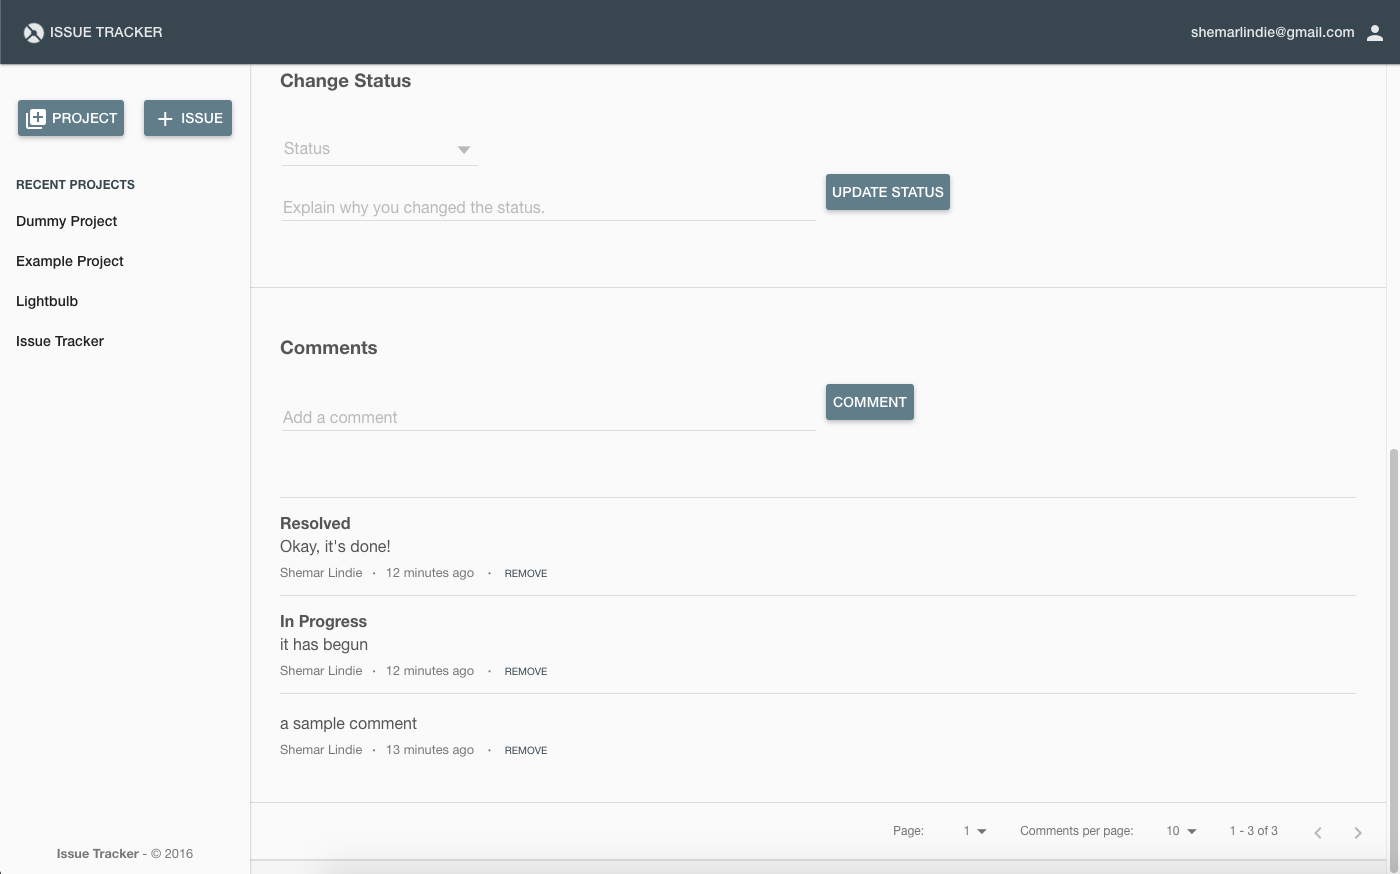 ISSUE TRACKER
shemarlindie@gmail.com
PROJECT
ISSUE
RECENT PROJECTS
Dummy Project
Example Project
Lightbulb
Issue Tracker
Issue Tracker - © 2016
Change Status
Status
Explain why you changed the status.
UPDATE STATUS
Comments
Add a comment
COMMENT
Resolved
Okay, it's done!
Shemar Lindie • 12 minutes ago • REMOVE
In Progress
it has begun
Shemar Lindie • 12 minutes ago • REMOVE
a sample comment
Shemar Lindie • 13 minutes ago • REMOVE
Page: 1 Comments per page: 10 1 - 3 of 3